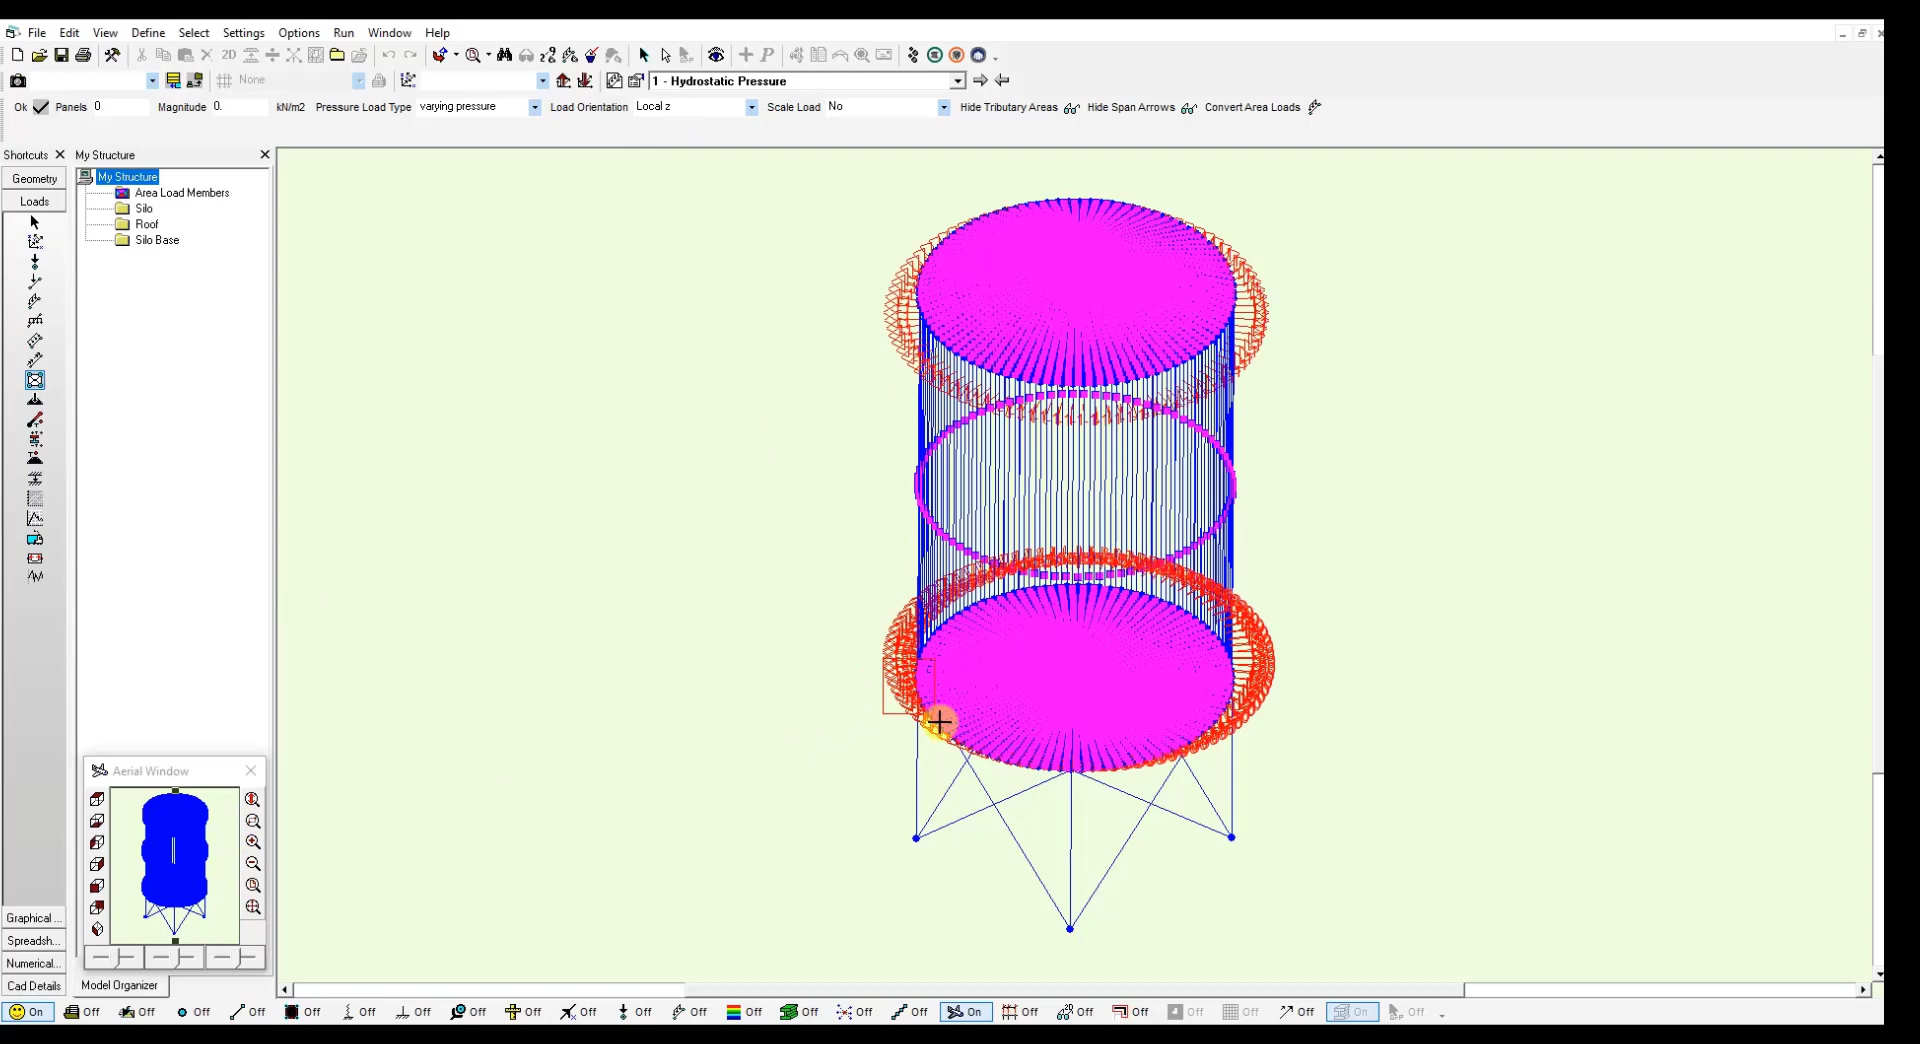 File Edit View Define Select Settings Options Run Window Help
2D
None
P
1 - Hydrostatic Pressure
Ok Panels 0 Magnitude 0. kN/m2 Pressure Load Type varying pressure Load Orientation Local z Scale Load No Hide Tributary Areas Hide Span Arrows Convert Area Loads
Shortcuts
My Structure
Geometry
Loads
My Structure
Area Load Members
Silo
Roof
Silo Base
Aerial Window
Graphical ...
Spreadsh...
Numerical...
Cad Details
Model Organizer
On Off Off Off Off Off Off Off Off Off Off Off Off Off Off Off Off On Off Off Off Off Off Off On Off